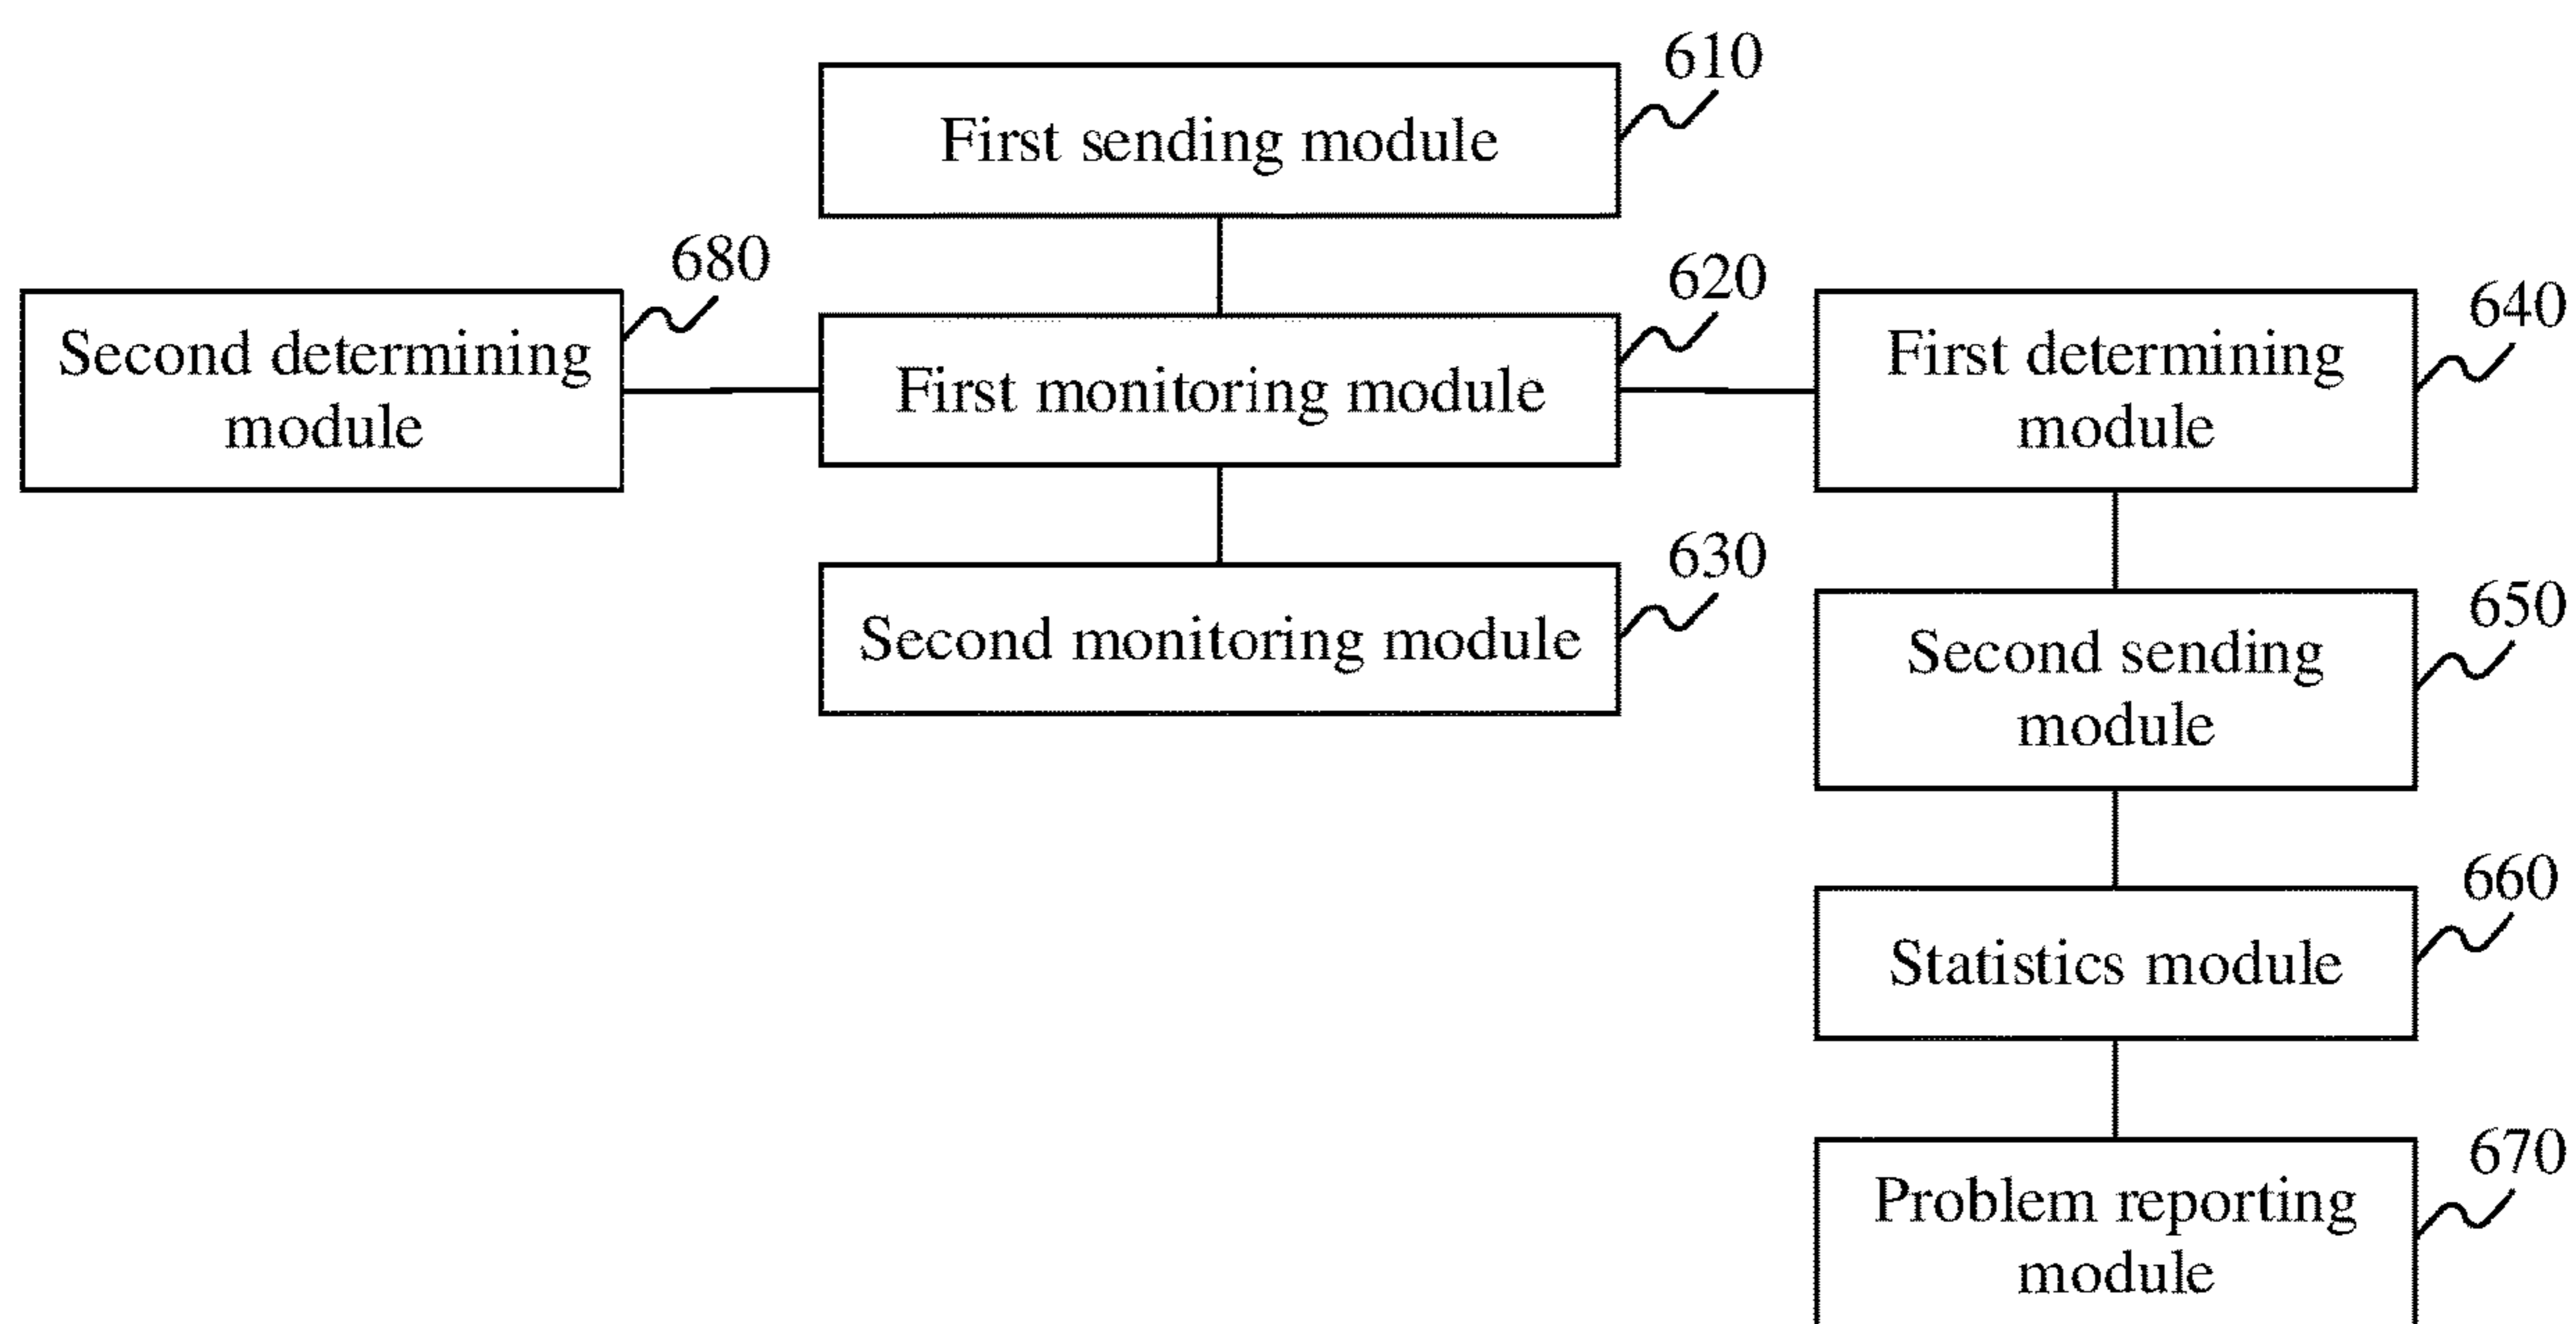 610
First sending module
680
620
640
Second determining
module
First monitoring module
First determining
module
630
Second monitoring module
650
Second sending
module
660
Statistics module
670
Problem reporting
module